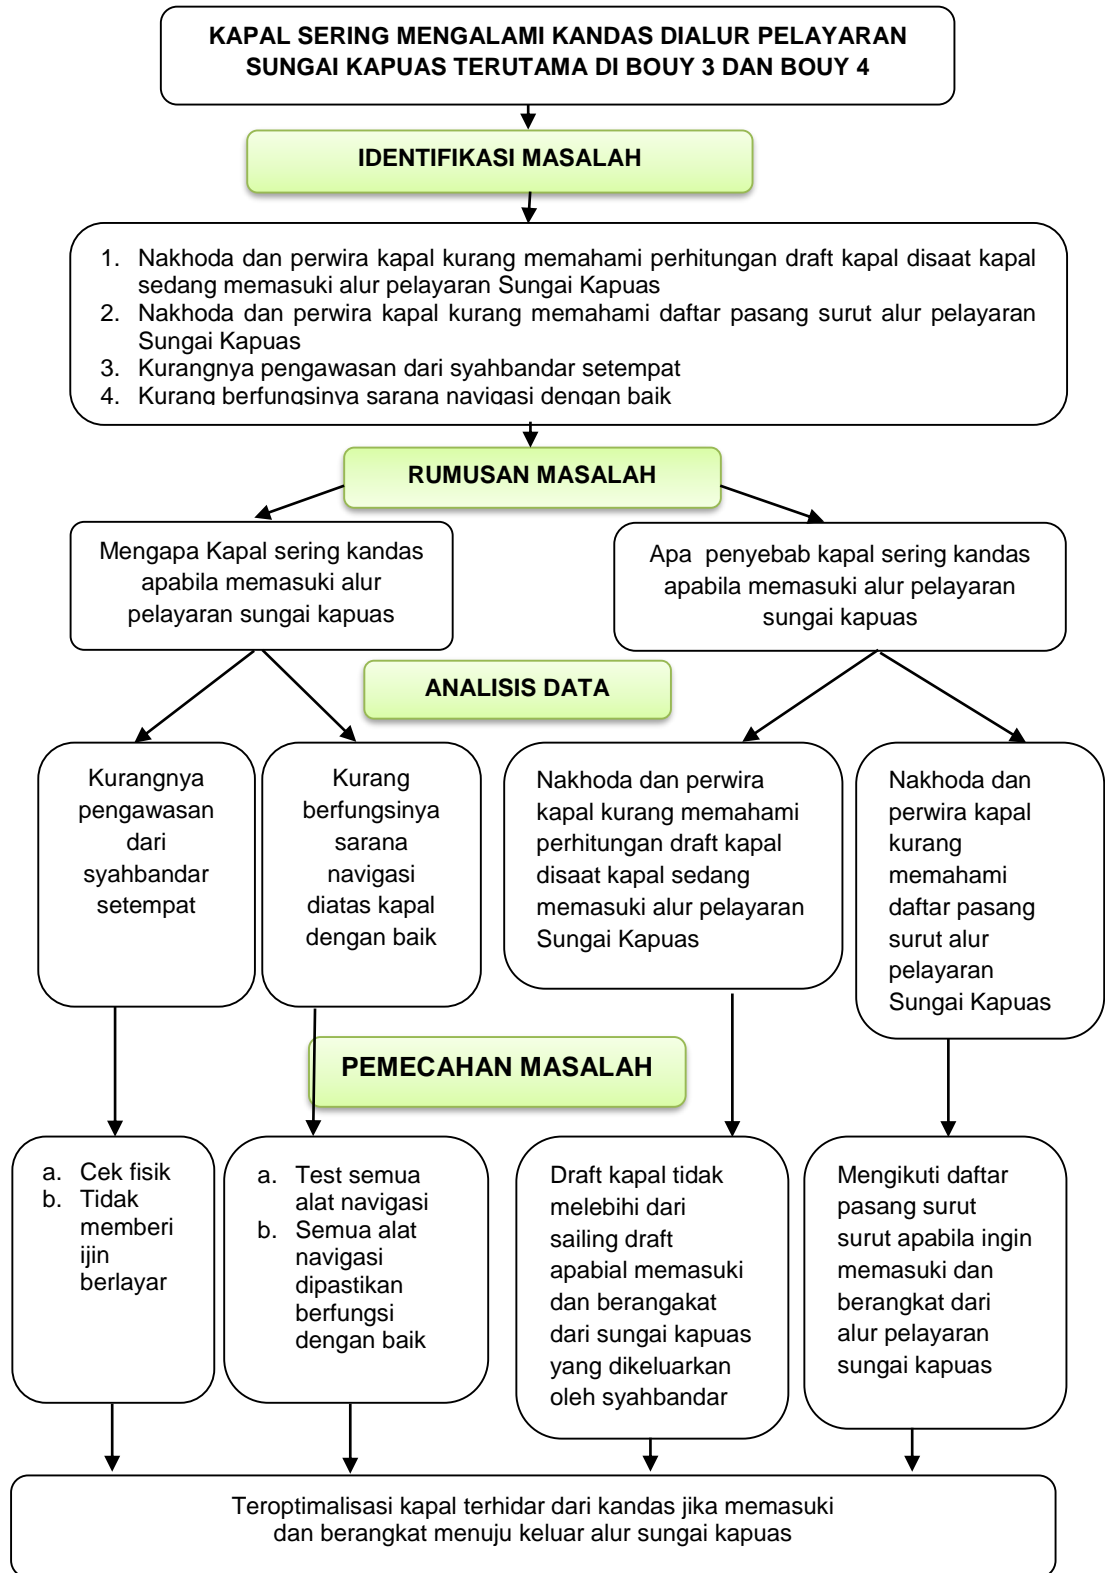 KAPAL SERING MENGALAMI KANDAS DIALUR PELAYARAN
SUNGAI KAPUAS TERUTAMA DI BOUY 3 DAN BOUY 4
IDENTIFIKASI MASALAH
1. Nakhoda dan perwira kapal kurang memahami perhitungan draft kapal disaat kapal
sedang memasuki alur pelayaran Sungai Kapuas
2. Nakhoda dan perwira kapal kurang memahami daftar pasang surut alur pelayaran
Sungai Kapuas
3. Kurangnya pengawasan dari syahbandar setempat
4. Kurang berfungsinya sarana navigasi dengan baik
RUMUSAN MASALAH
Mengapa Kapal sering kandas
apabila memasuki alur
pelayaran sungai kapuas
Apa penyebab kapal sering kandas
apabila memasuki alur pelayaran
sungai kapuas
ANALISIS DATA
Kurangnya
pengawasan
dari
syahbandar
setempat
Kurang
berfungsinya
sarana
navigasi
diatas kapal
dengan baik
Nakhoda dan perwira
kapal kurang memahami
perhitungan draft kapal
disaat kapal sedang
memasuki alur pelayaran
Sungai Kapuas
Nakhoda dan
perwira kapal
kurang
memahami
daftar pasang
surut alur
pelayaran
Sungai Kapuas
PEMECAHAN MASALAH
a. Cek fisik
b. Tidak
memberi
ijin
berlayar
a. Test semua
alat navigasi
b. Semua alat
navigasi
dipastikan
berfungsi
dengan baik
Draft kapal tidak
melebihi dari
sailing draft
apabial memasuki
dan berangakat
dari sungai kapuas
yang dikeluarkan
oleh syahbandar
Mengikuti daftar
pasang surut
surut apabila ingin
memasuki dan
berangkat dari
alur pelayaran
sungai kapuas
Teroptimalisasi kapal terhidar dari kandas jika memasuki
dan berangkat menuju keluar alur sungai kapuas